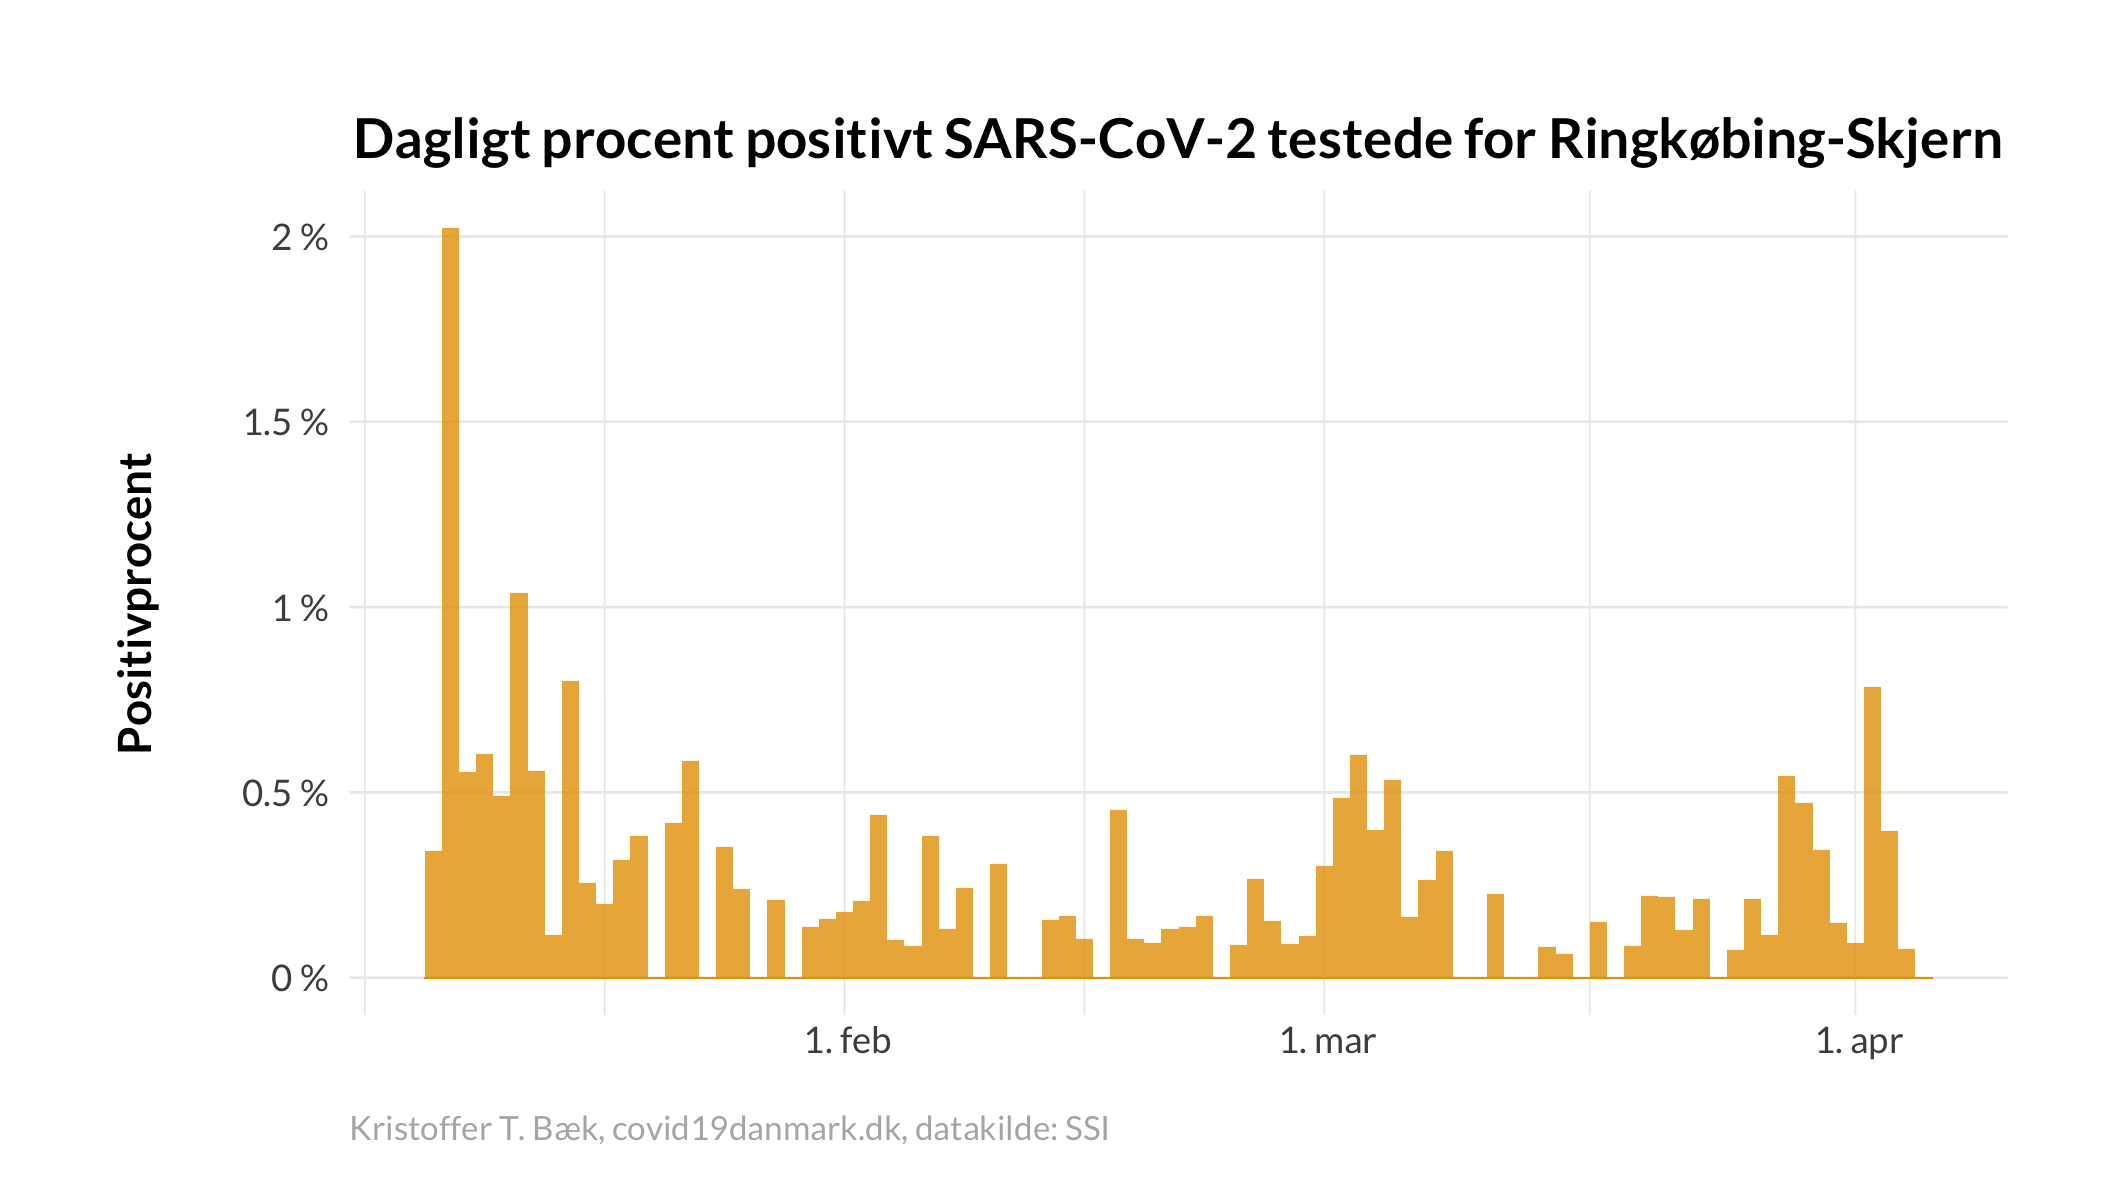 Dagligt procent positivt SARS-CoV-2 testede for Ringkøbing-Skjern
Positivprocent
2 %
1.5 %
1 %
0.5 %
0 %
1. feb
1. mar
1. apr
Kristoffer T. Bæk, covid19danmark.dk, datakilde: SSI